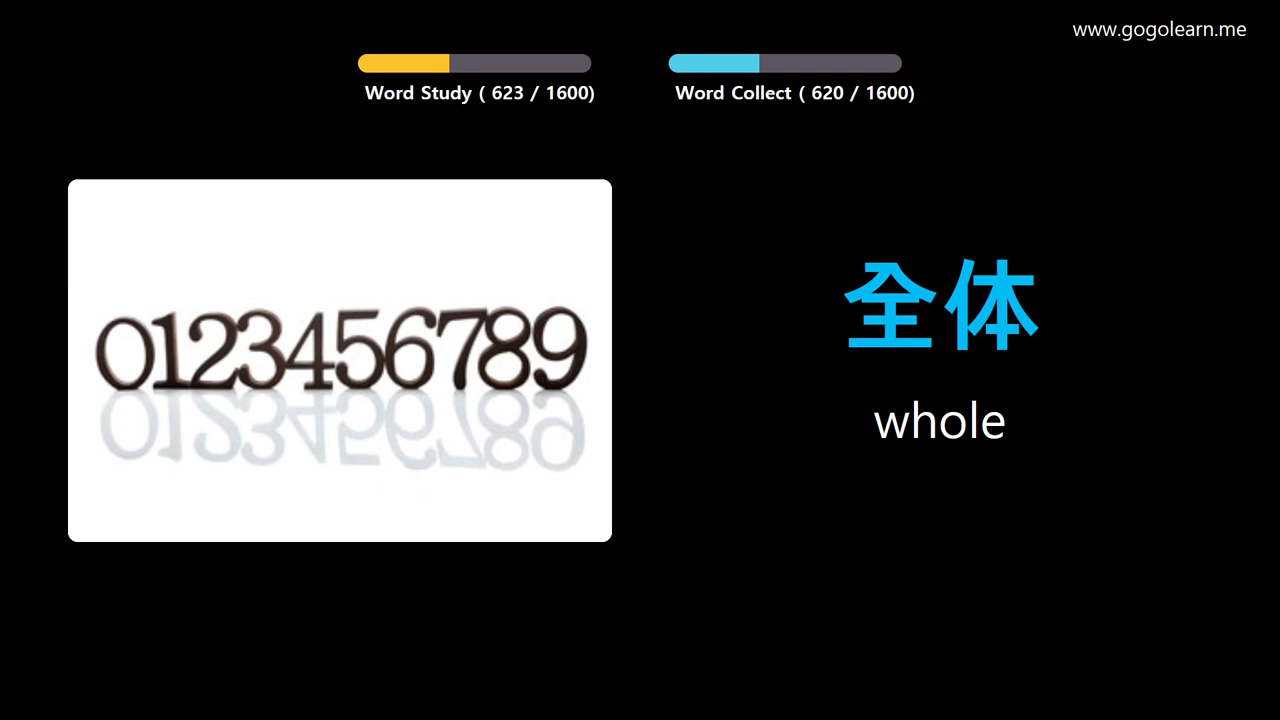 www.gogolearn.me
Word Study ( 623 / 1600)
Word Collect ( 620 / 1600)
0123456789
全体
whole